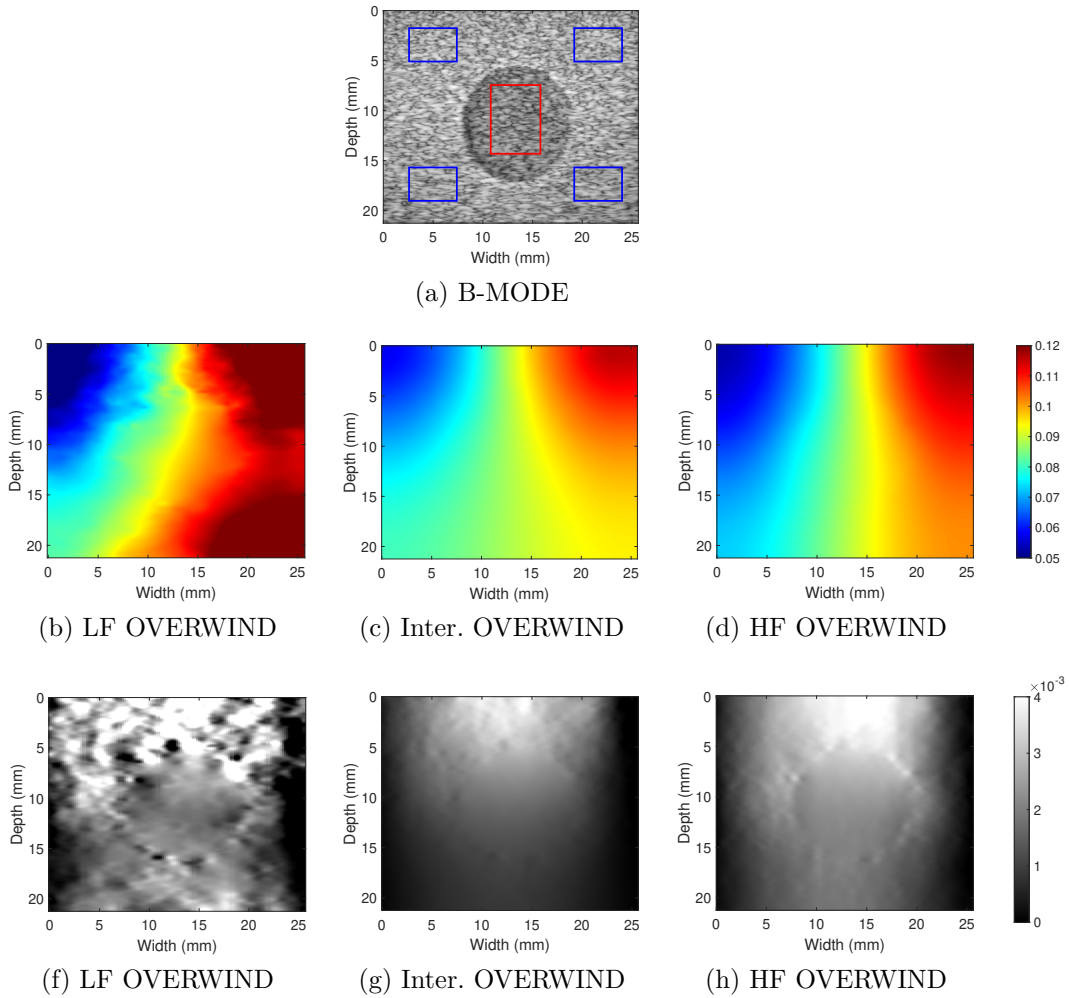 0
5
10
15
20
Depth (mm)
0 5 10 15 20 25
Width (mm)
(a) B-MODE
0
5
10
15
20
Depth (mm)
0 5 10 15 20 25
Width (mm)
(b) LF OVERWIND
0
5
10
15
20
Depth (mm)
0 5 10 15 20 25
Width (mm)
(c) Inter. OVERWIND
0
5
10
15
20
Depth (mm)
0 5 10 15 20 25
Width (mm)
(d) HF OVERWIND
0.12
0.11
0.1
0.09
0.08
0.07
0.06
0.05
0
5
10
15
20
Depth (mm)
0 5 10 15 20 25
Width (mm)
(f) LF OVERWIND
0
5
10
15
20
Depth (mm)
0 5 10 15 20 25
Width (mm)
(g) Inter. OVERWIND
0
5
10
15
20
Depth (mm)
0 5 10 15 20 25
Width (mm)
(h) HF OVERWIND
×10⁻³
4
3
2
1
0